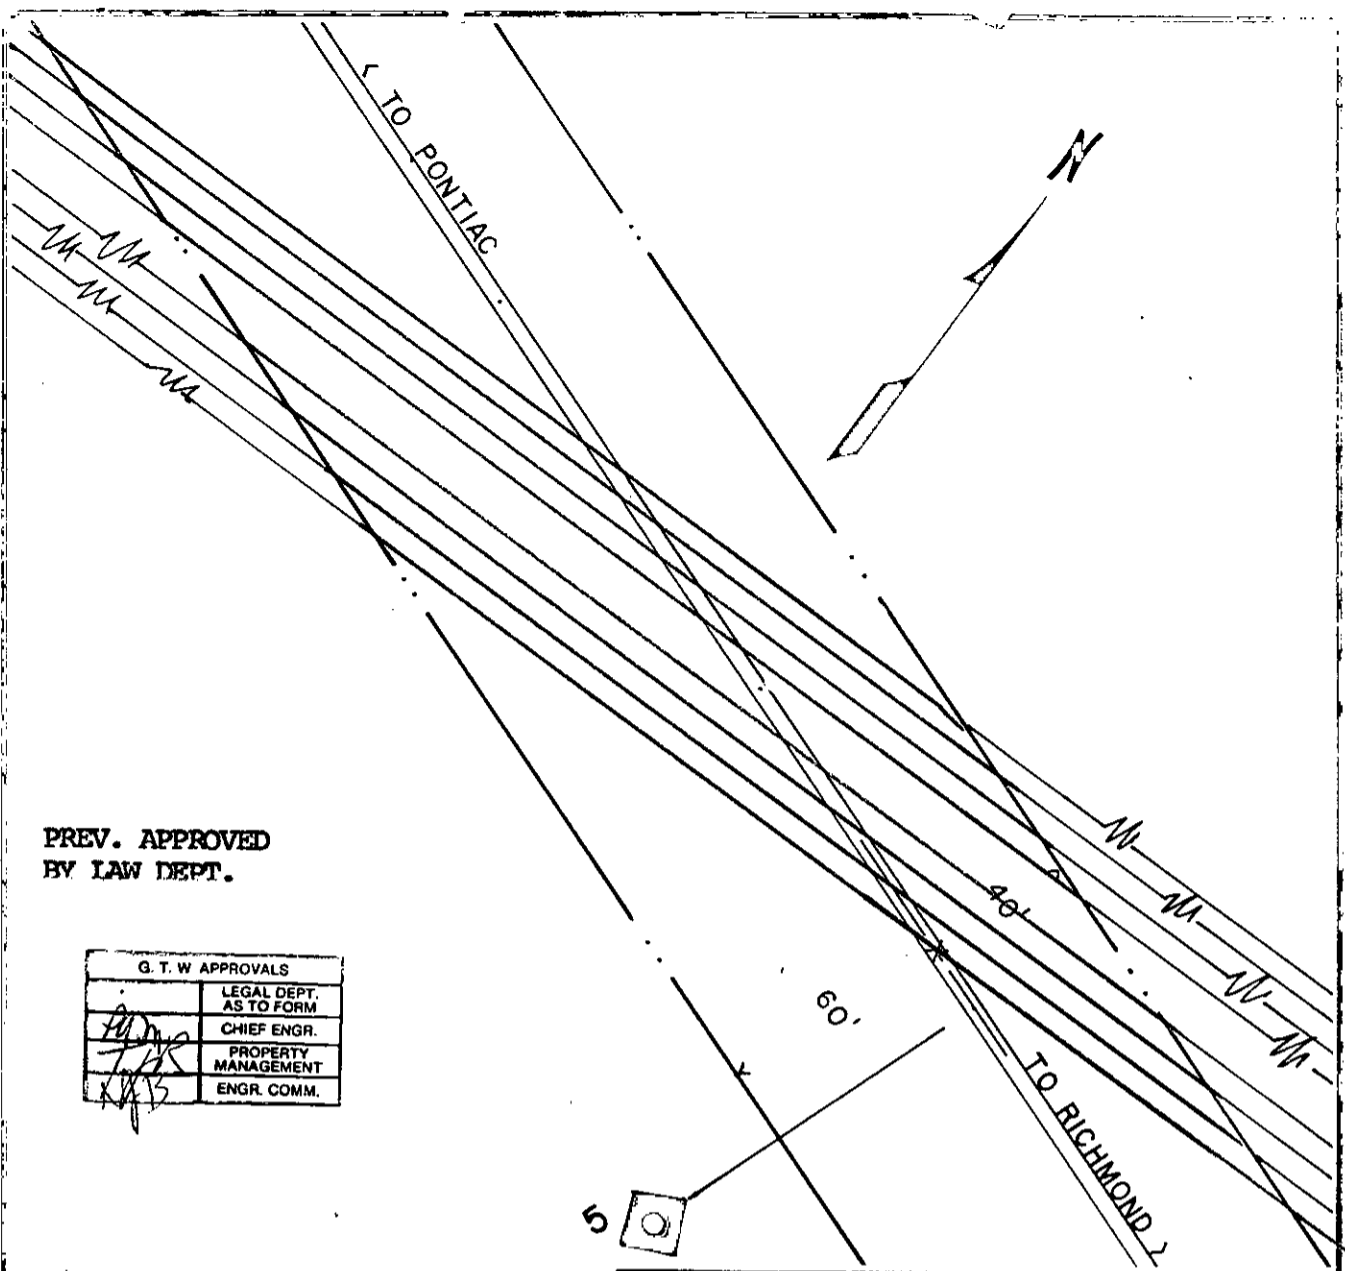 < TO PONTIAC
N
40'
PREV. APPROVED
BY LAW DEPT.
G. T. W APPROVALS
LEGAL DEPT.
AS TO FORM
CHIEF ENGR.
PROPERTY
MANAGEMENT
ENGR. COMM.
60'
TO RICHMOND >
5